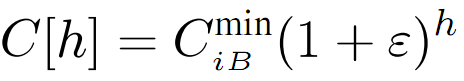 C[h] = C_{iB}^{min}(1 + ε)^h